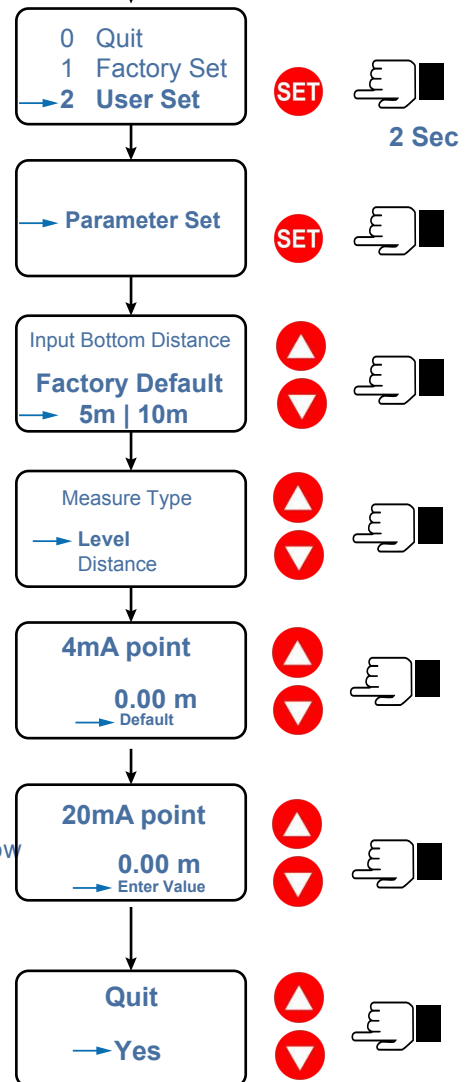 0 Quit
1 Factory Set
2 User Set
SET
2 Sec
Parameter Set
SET
Input Bottom Distance
Factory Default
5m | 10m
Measure Type
Level
Distance
4mA point
0.00 m
Default
20mA point
0.00 m
Enter Value
Quit
Yes